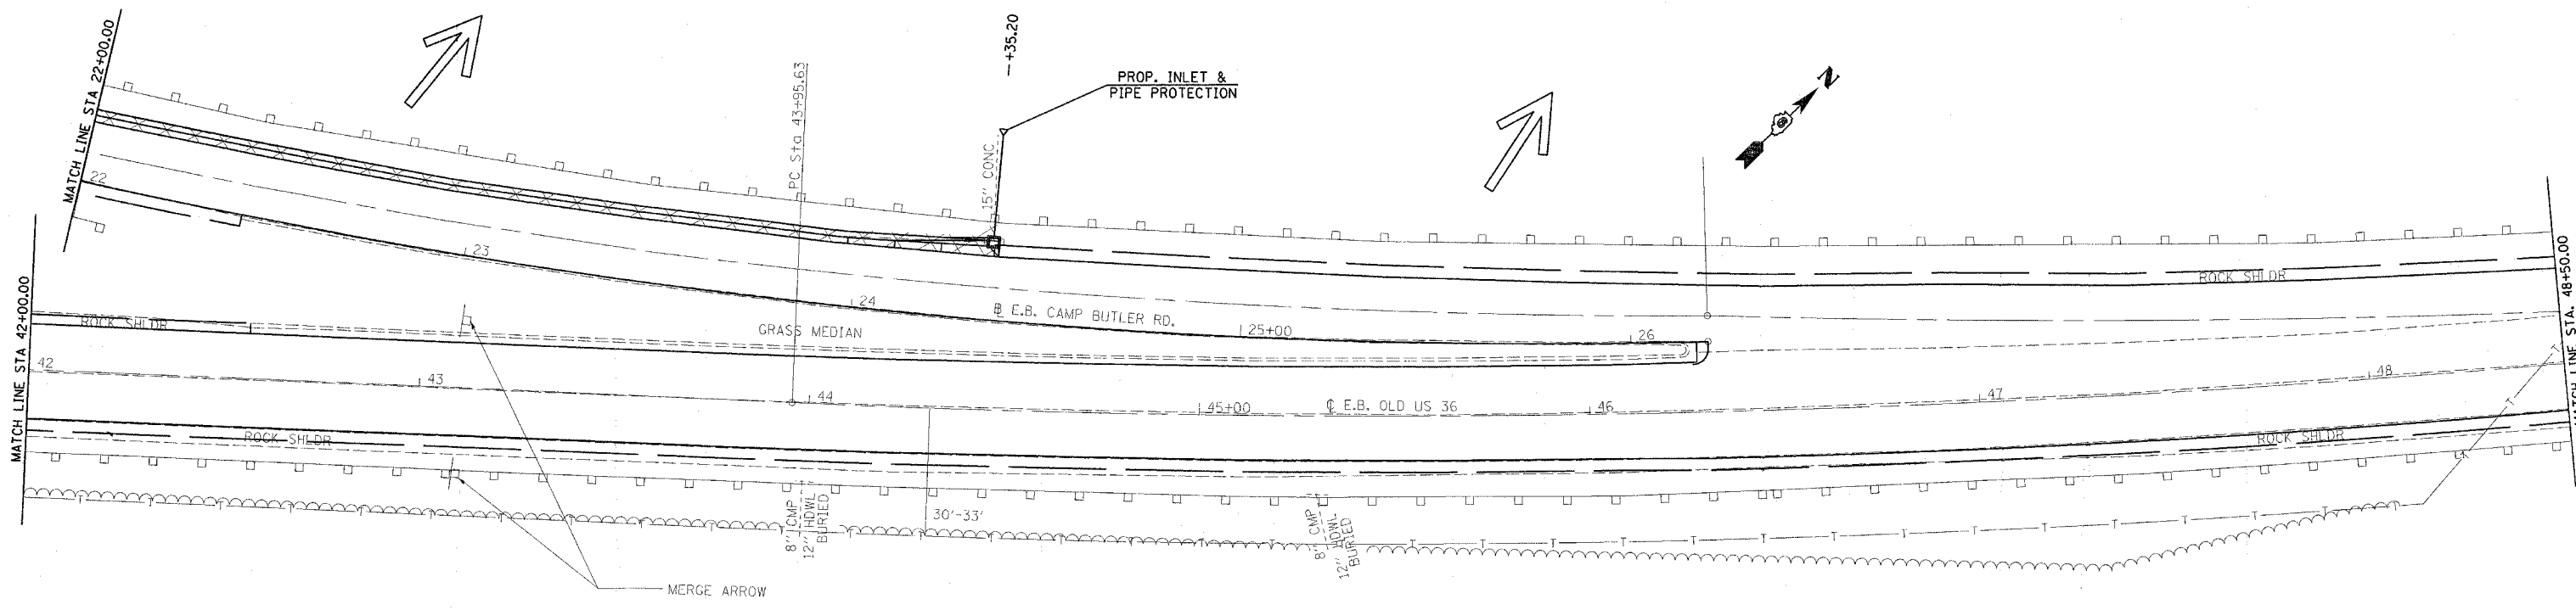 MATCH LINE STA 22+00.00
-+35.20
PROP. INLET &
PIPE PROTECTION
N
PC Sta 43+95.63
15" CONC.
22
23
24
℄ E.B. CAMP BUTLER RD.
25+00
26
MATCH LINE STA 42+00.00
ROCK SHLDR
GRASS MEDIAN
ROCK SHLDR
MATCH LINE STA. 48+50.00
42
43
44
45+00
℄ E.B. OLD US 36
46
47
48
ROCK SHLDR
ROCK SHLDR
8" CMP
12" HDWL
BURIED
30'-33'
8" CMP
12" HDWL
BURIED
MERGE ARROW